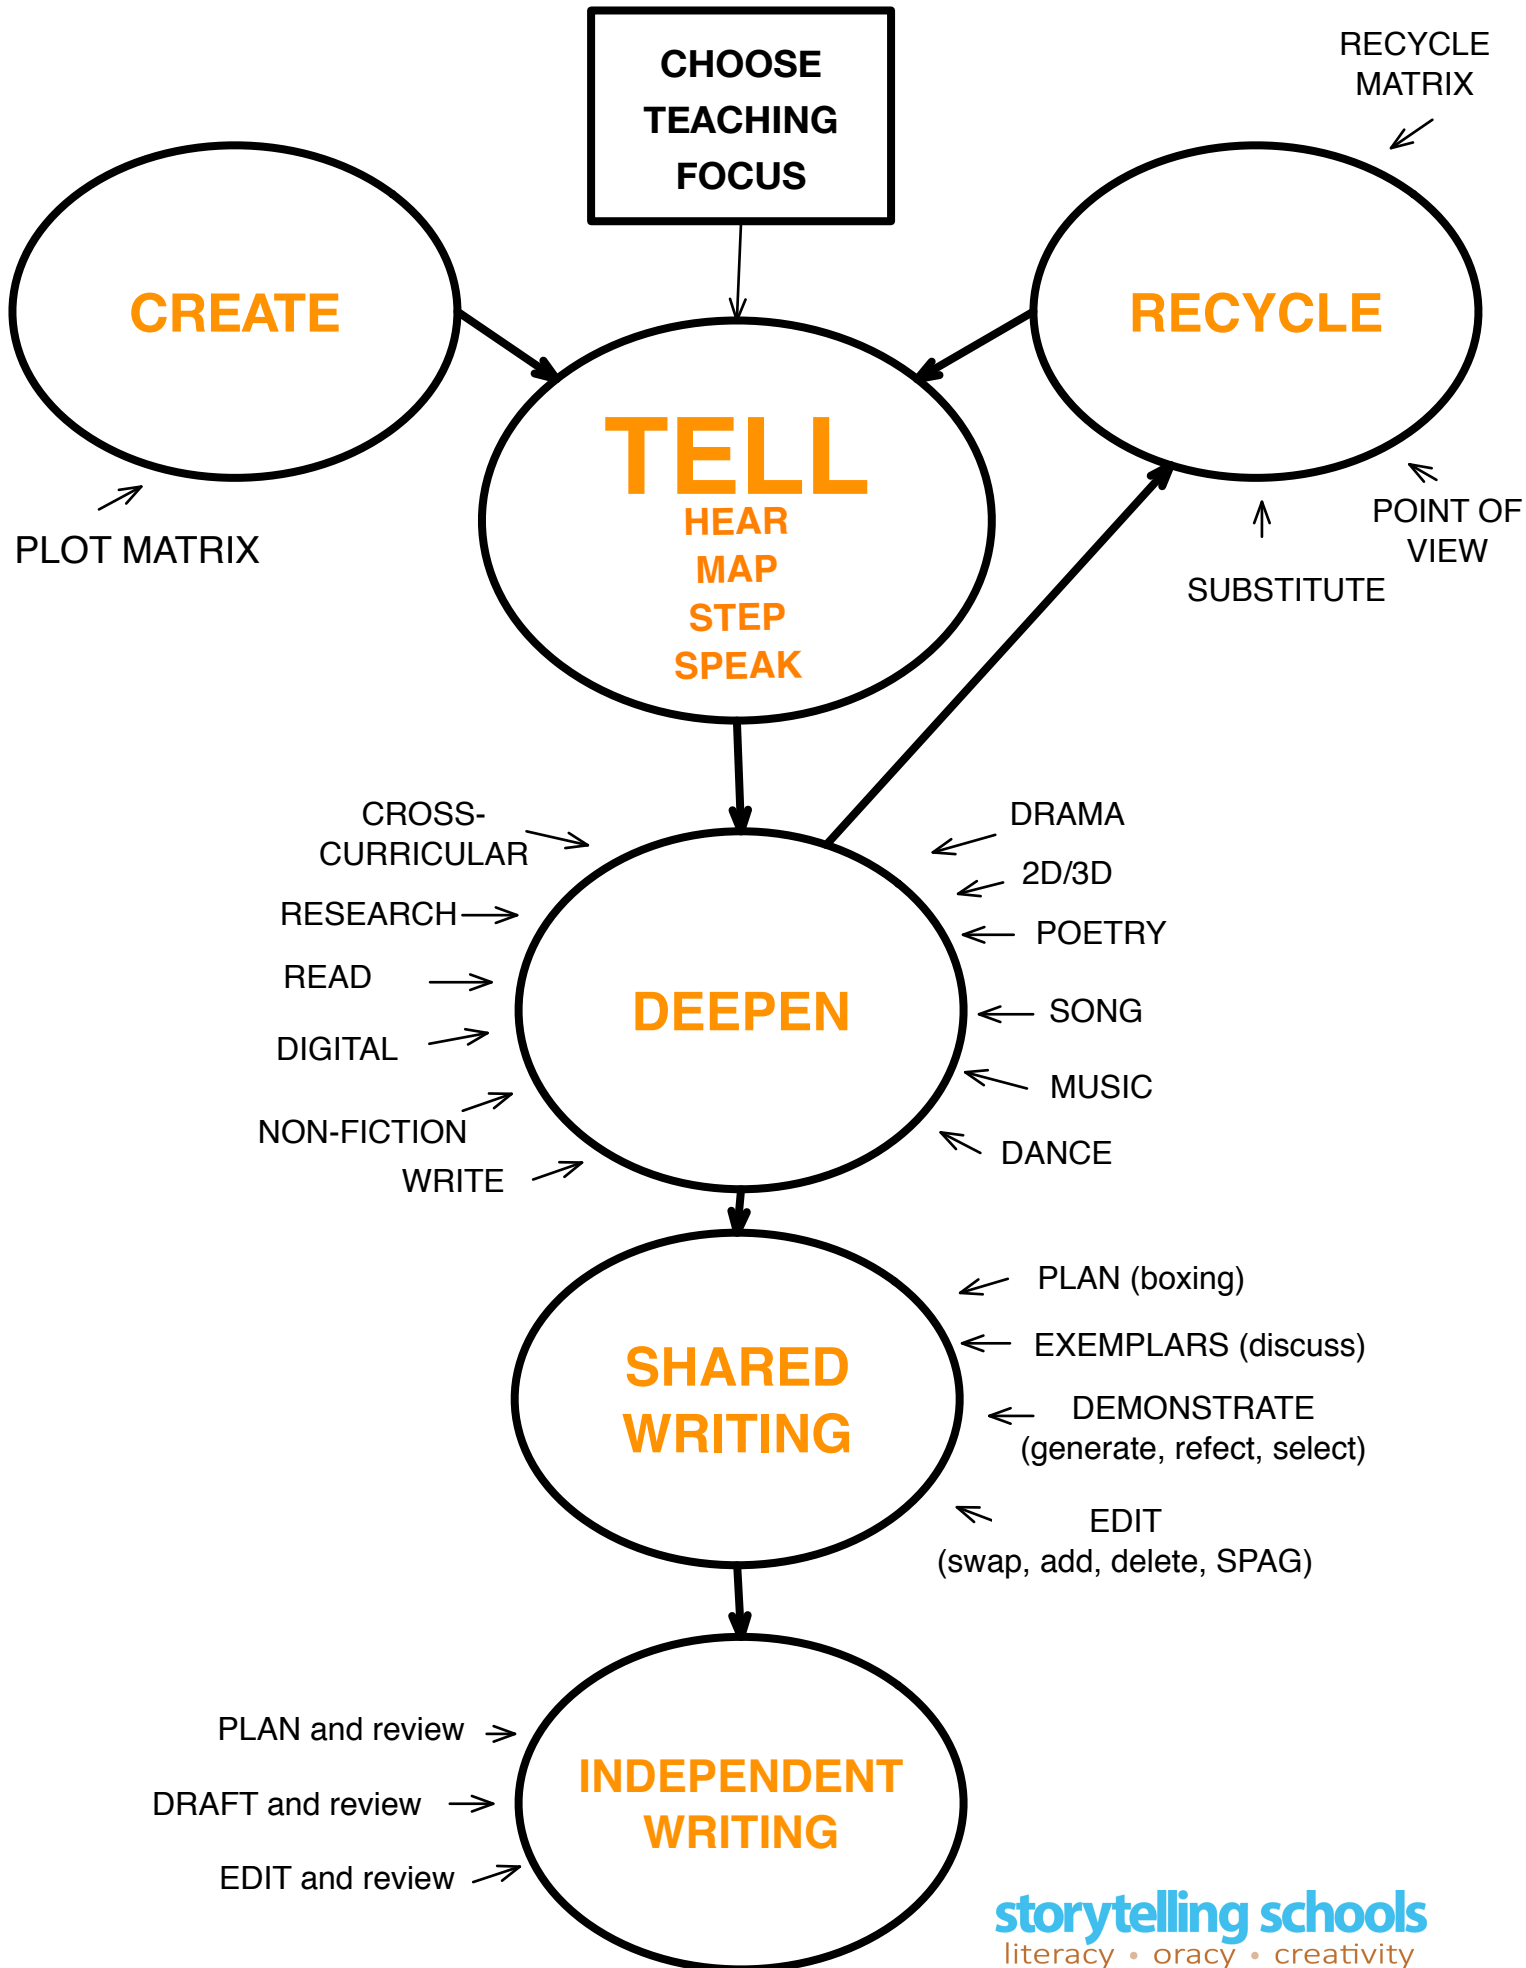 CHOOSE
TEACHING
FOCUS
RECYCLE
MATRIX
CREATE
RECYCLE
PLOT MATRIX
POINT OF
VIEW
SUBSTITUTE
TELL
HEAR
MAP
STEP
SPEAK
CROSS-
CURRICULAR
RESEARCH
READ
DIGITAL
NON-FICTION
WRITE
DEEPEN
DRAMA
2D/3D
POETRY
SONG
MUSIC
DANCE
SHARED
WRITING
PLAN (boxing)
EXEMPLARS (discuss)
DEMONSTRATE
(generate, refect, select)
EDIT
(swap, add, delete, SPAG)
PLAN and review
DRAFT and review
EDIT and review
INDEPENDENT
WRITING
storytelling schools
literacy • oracy • creativity